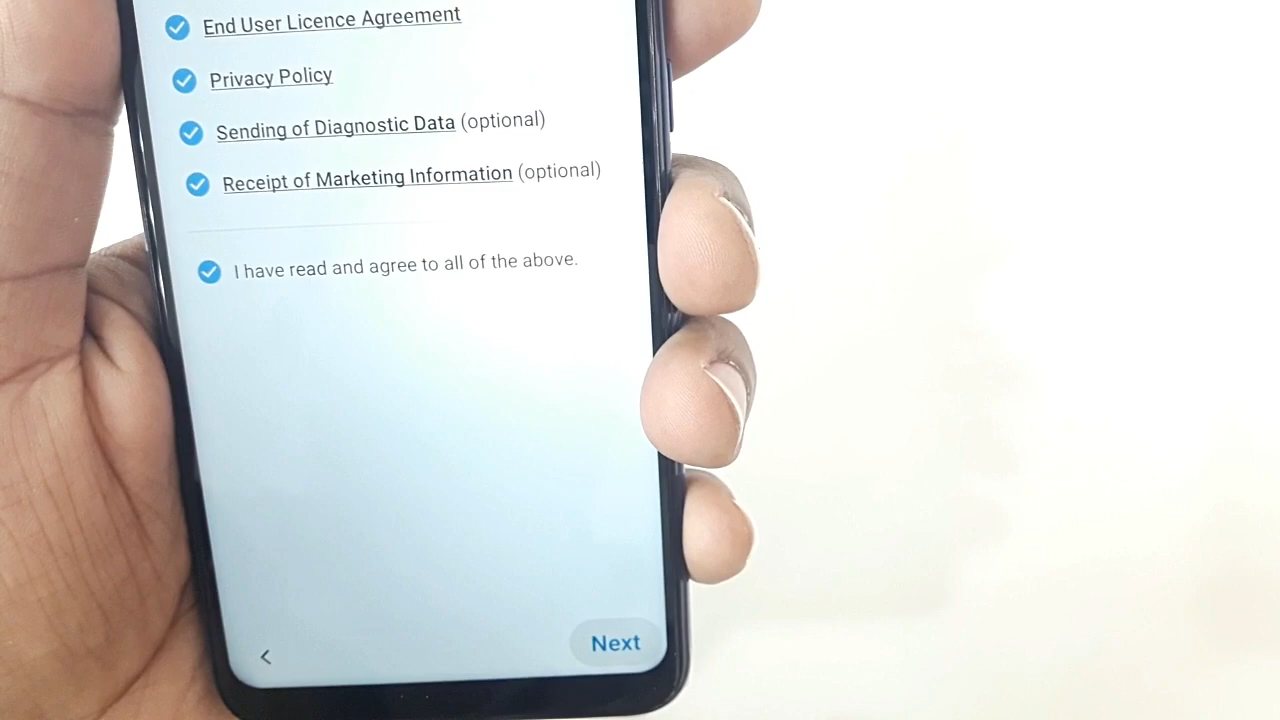 End User Licence Agreement
Privacy Policy
Sending of Diagnostic Data (optional)
Receipt of Marketing Information (optional)
I have read and agree to all of the above.
Next